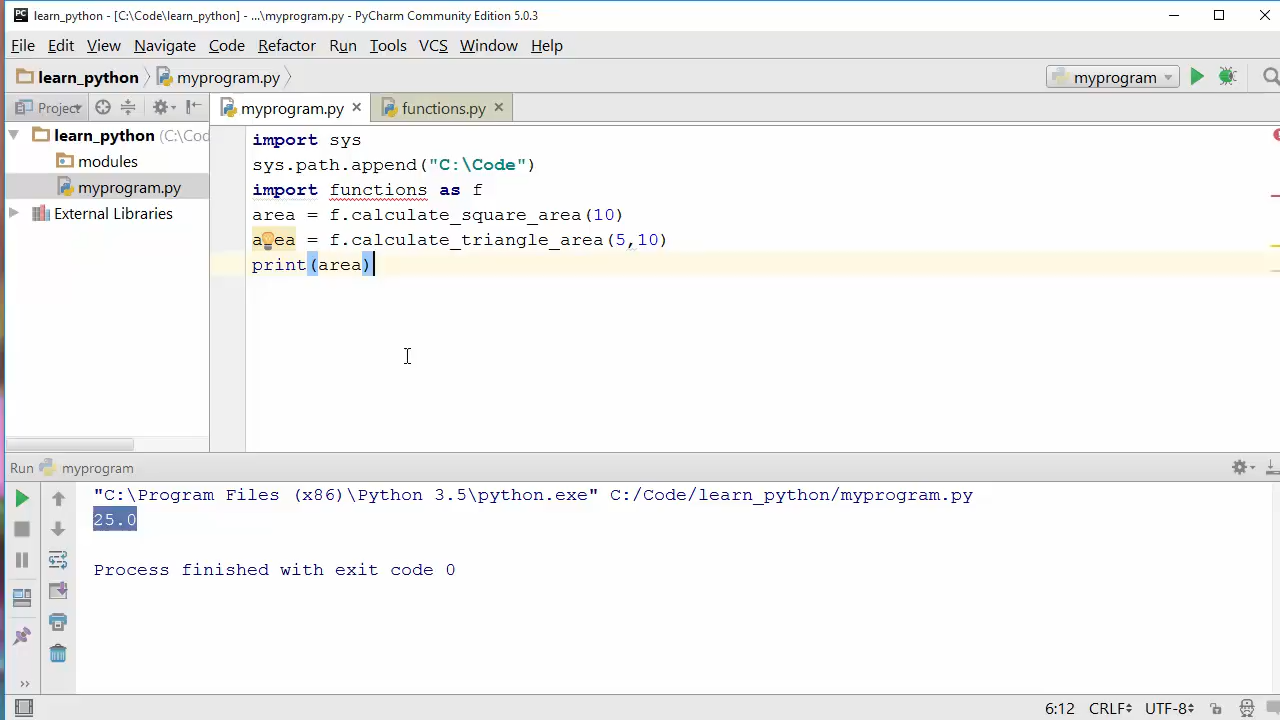 PC learn_python - [C:\Code\learn_python] - ...\myprogram.py - PyCharm Community Edition 5.0.3
File Edit View Navigate Code Refactor Run Tools VCS Window Help
learn_python myprogram.py myprogram
Project myprogram.py functions.py
learn_python (C:\Cod
modules
myprogram.py
External Libraries
import sys
sys.path.append("C:\Code")
import functions as f
area = f.calculate_square_area(10)
area = f.calculate_triangle_area(5,10)
print(area)
Run myprogram
"C:\Program Files (x86)\Python 3.5\python.exe" C:/Code/learn_python/myprogram.py
25.0
Process finished with exit code 0
6:12 CRLF UTF-8